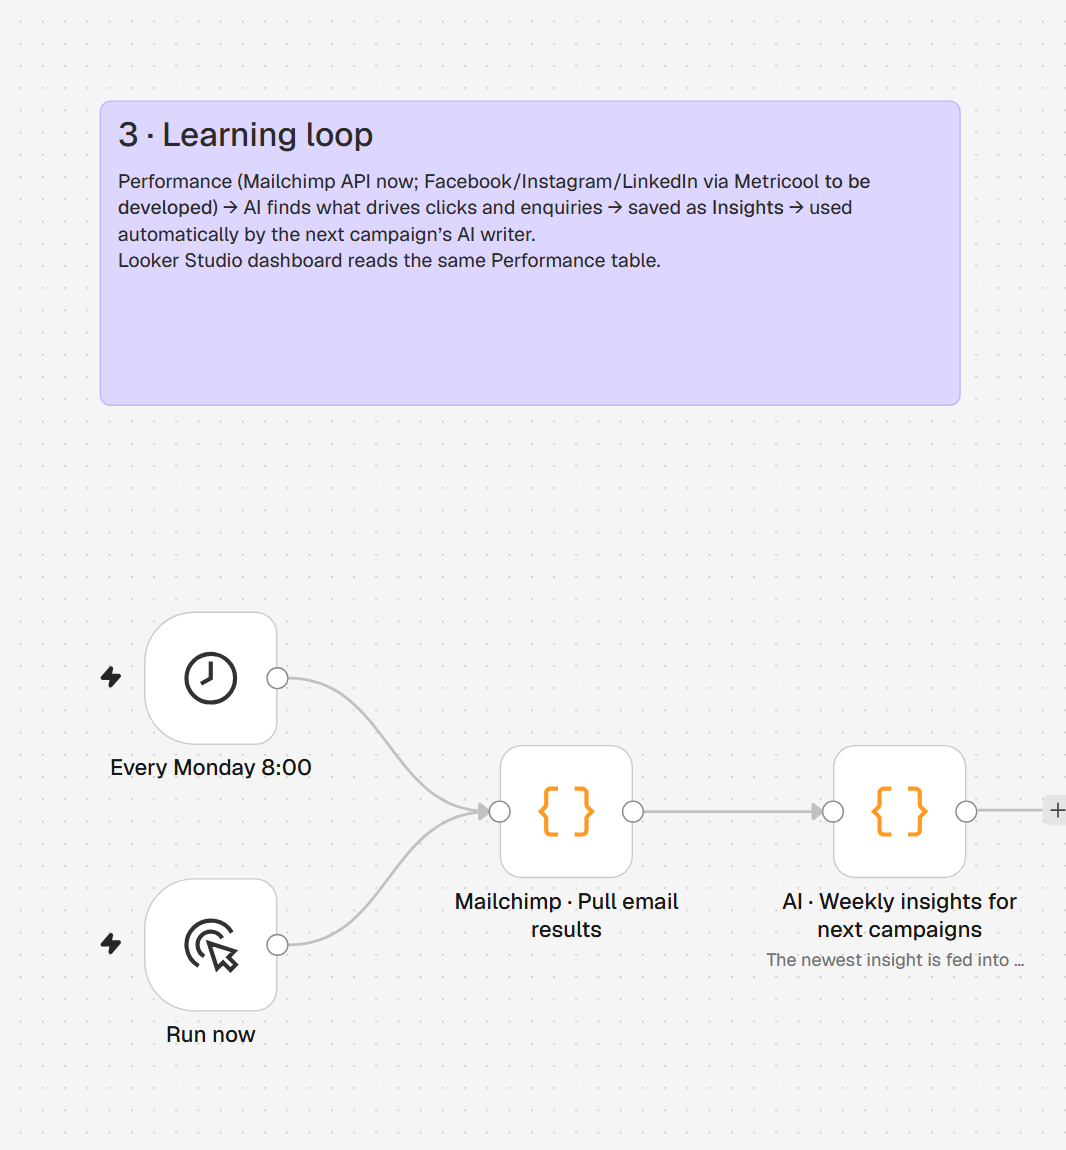 3 · Learning loop
Performance (Mailchimp API now; Facebook/Instagram/LinkedIn via Metricool to be
developed) → AI finds what drives clicks and enquiries → saved as Insights → used
automatically by the next campaign’s AI writer.
Looker Studio dashboard reads the same Performance table.
Every Monday 8:00
Mailchimp · Pull email
results
AI · Weekly insights for
next campaigns
The newest insight is fed into ...
Run now